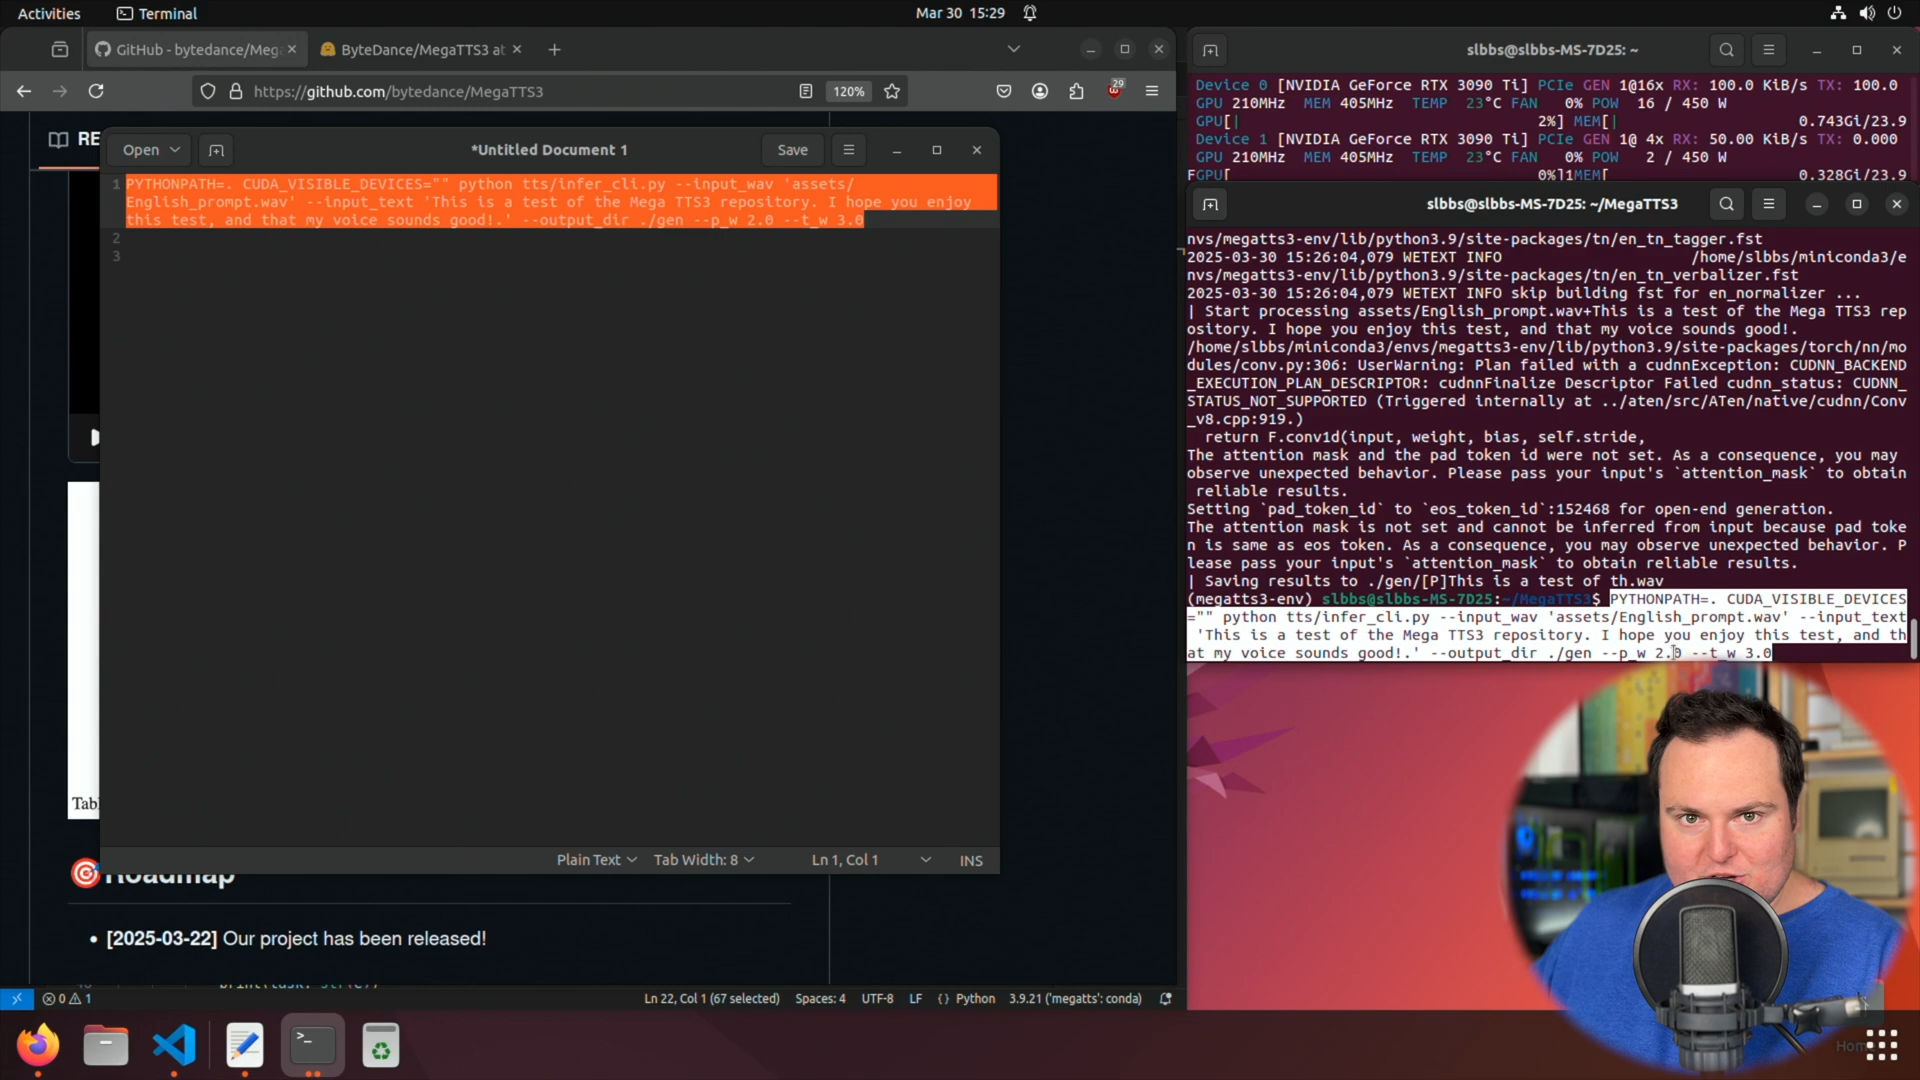 Activities
Terminal
Mar 30 15:29
GitHub - bytedance/Mega
ByteDance/MegaTTS3 at
https://github.com/bytedance/MegaTTS3
120%
20
RE
Open
*Untitled Document 1
Save
1 PYTHONPATH=. CUDA_VISIBLE_DEVICES="" python tts/infer_cli.py --input_wav 'assets/
English_prompt.wav' --input_text 'This is a test of the Mega TTS3 repository. I hope you enjoy
this test, and that my voice sounds good!.' --output_dir ./gen --p_w 2.0 --t_w 3.0
2
3
Plain Text
Tab Width: 8
Ln 1, Col 1
INS
Tabl
Roadmap
[2025-03-22] Our project has been released!
0 1
Ln 22, Col 1 (67 selected)
Spaces: 4
UTF-8
LF
{ } Python
3.9.21 ('megatts': conda)
slbbs@slbbs-MS-7D25: ~
Device 0 [NVIDIA GeForce RTX 3090 Ti] PCIe GEN 1@16x RX: 100.0 KiB/s TX: 100.0
GPU 210MHz MEM 405MHz TEMP 23°C FAN 0% POW 16 / 450 W
GPU[| 2%] MEM[| 0.743Gi/23.9
Device 1 [NVIDIA GeForce RTX 3090 Ti] PCIe GEN 1@ 4x RX: 50.00 KiB/s TX: 0.000
GPU 210MHz MEM 405MHz TEMP 23°C FAN 0% POW 2 / 450 W
0.328Gi/23.9
slbbs@slbbs-MS-7D25: ~/MegaTTS3
nvs/megatts3-env/lib/python3.9/site-packages/tn/en_tn_tagger.fst
2025-03-30 15:26:04,079 WETEXT INFO /home/slbbs/miniconda3/e
nvs/megatts3-env/lib/python3.9/site-packages/tn/en_tn_verbalizer.fst
2025-03-30 15:26:04,079 WETEXT INFO skip building fst for en_normalizer ...
| Start processing assets/English_prompt.wav+This is a test of the Mega TTS3 rep
ository. I hope you enjoy this test, and that my voice sounds good!.
/home/slbbs/miniconda3/envs/megatts3-env/lib/python3.9/site-packages/torch/nn/mo
dules/conv.py:306: UserWarning: Plan failed with a cudnnException: CUDNN_BACKEND
_EXECUTION_PLAN_DESCRIPTOR: cudnnFinalize Descriptor Failed cudnn_status: CUDNN_
STATUS_NOT_SUPPORTED (Triggered internally at ../aten/src/ATen/native/cudnn/Conv
_v8.cpp:919.)
return F.conv1d(input, weight, bias, self.stride,
The attention mask and the pad token id were not set. As a consequence, you may
observe unexpected behavior. Please pass your input's `attention_mask` to obtain
reliable results.
Setting `pad_token_id` to `eos_token_id`:152468 for open-end generation.
The attention mask is not set and cannot be inferred from input because pad toke
n is same as eos token. As a consequence, you may observe unexpected behavior. P
lease pass your input's `attention_mask` to obtain reliable results.
| Saving results to ./gen/[P]This is a test of th.wav
(megatts3-env) slbbs@slbbs-MS-7D25:~/MegaTTS3$ PYTHONPATH=. CUDA_VISIBLE_DEVICES
="" python tts/infer_cli.py --input_wav 'assets/English_prompt.wav' --input_text
'This is a test of the Mega TTS3 repository. I hope you enjoy this test, and th
at my voice sounds good!.' --output_dir ./gen --p_w 2.0 --t_w 3.0